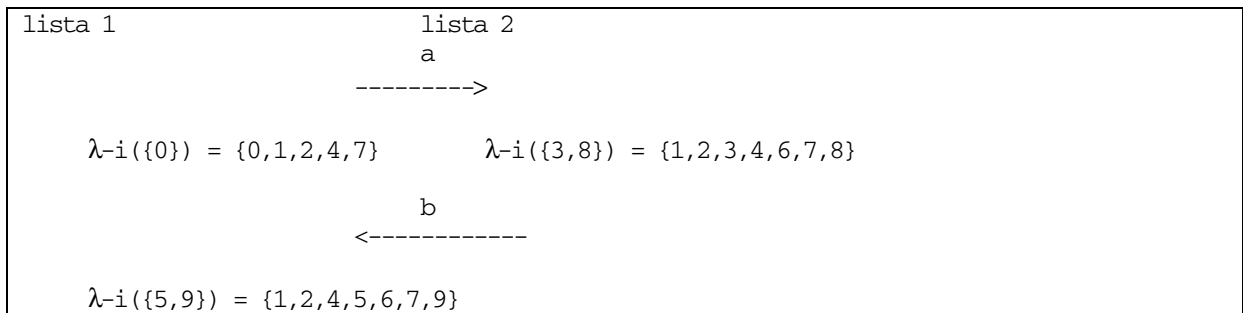 lista 1 lista 2
a
--------->
λ-i({0}) = {0,1,2,4,7} λ-i({3,8}) = {1,2,3,4,6,7,8}
b
<------------
λ-i({5,9}) = {1,2,4,5,6,7,9}